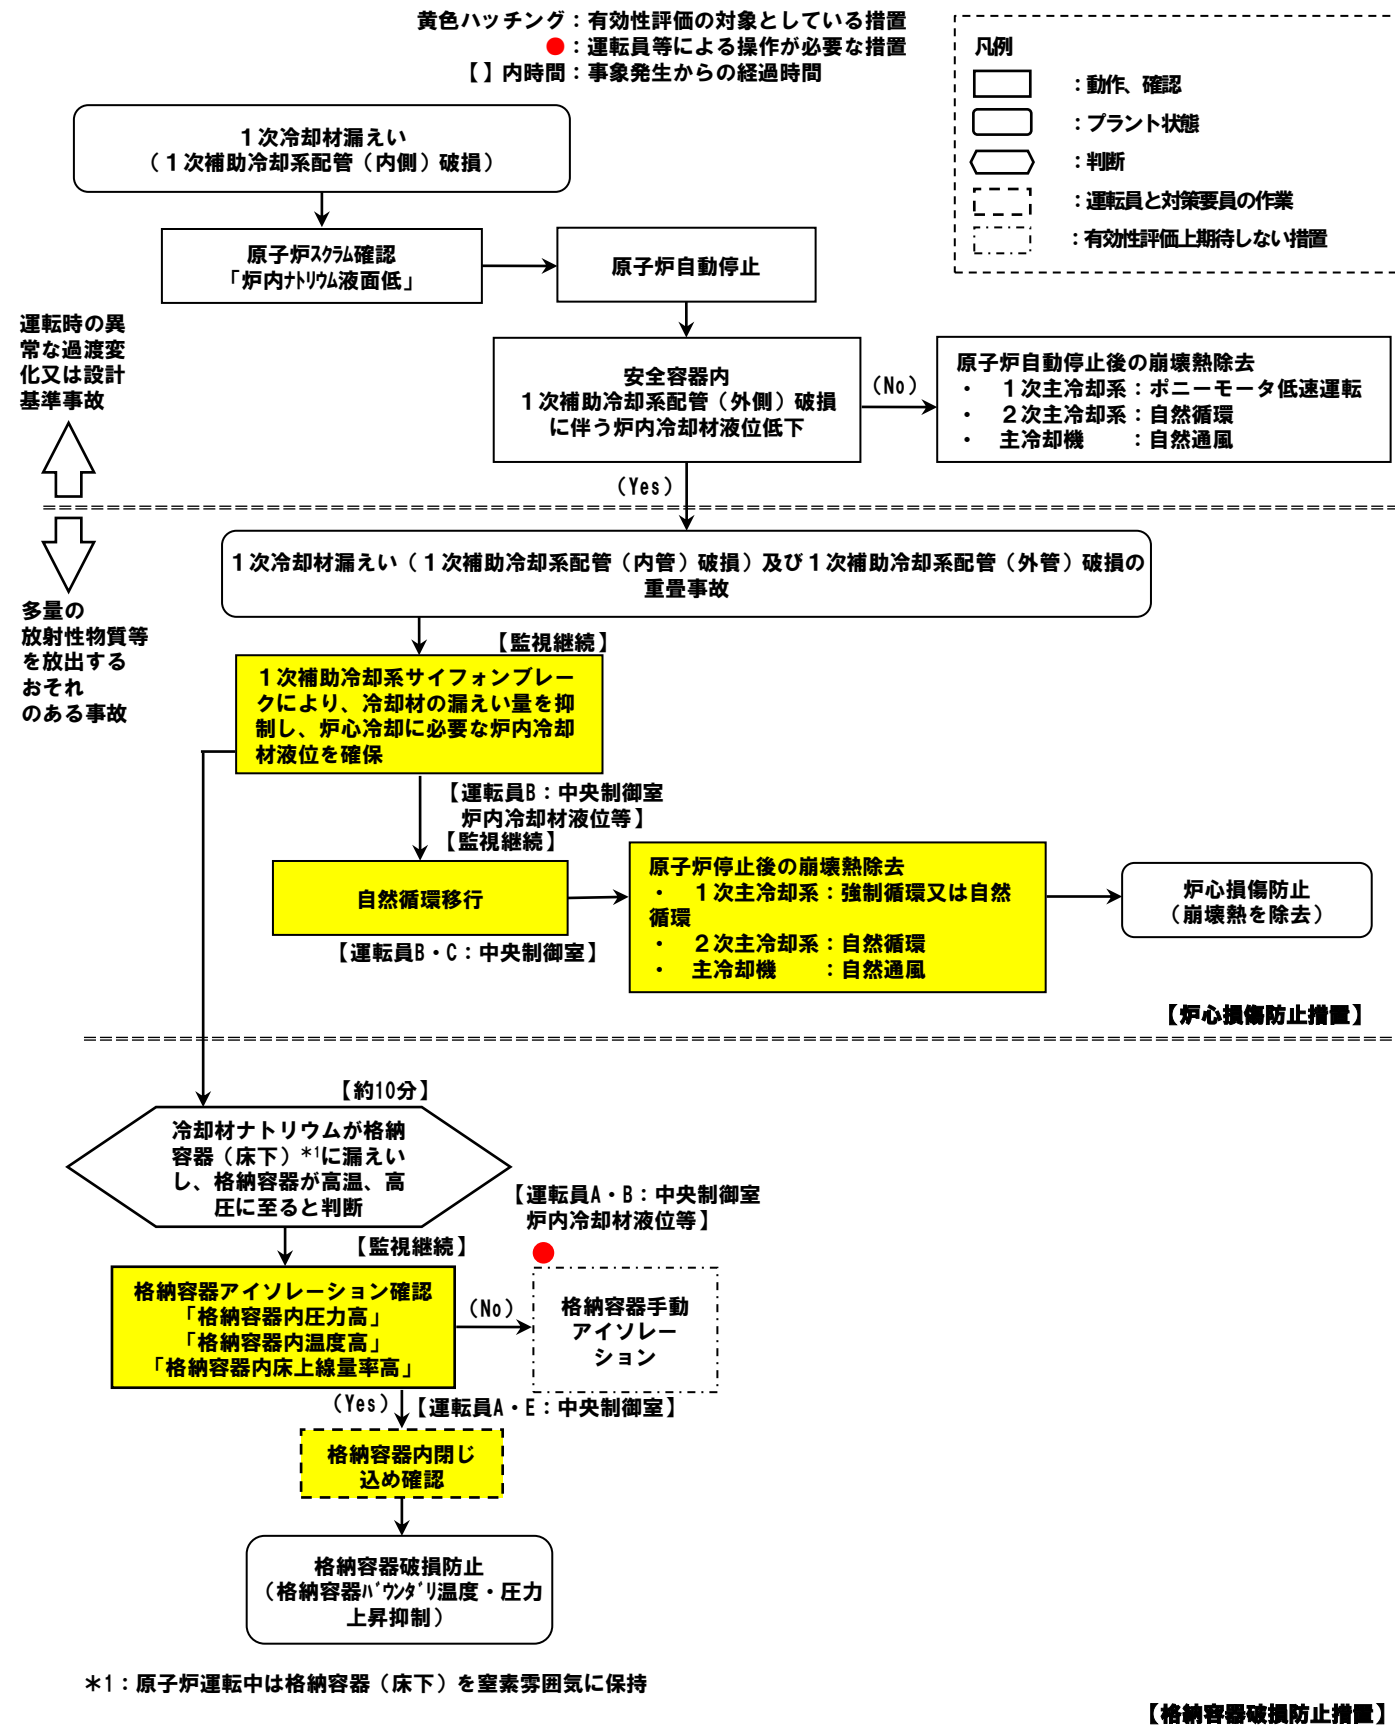 黄色ハッチング：有効性評価の対象としている措置
●：運転員等による操作が必要な措置
【 】内時間：事象発生からの経過時間
凡例
：動作、確認
：プラント状態
：判断
：運転員と対策要員の作業
：有効性評価上期待しない措置
１次冷却材漏えい
（１次補助冷却系配管（内側）破損）
原子炉ｽｸﾗﾑ確認
「炉内ﾅﾄﾘｳﾑ液面低」
原子炉自動停止
運転時の異
常な過渡変
化又は設計
基準事故
安全容器内
１次補助冷却系配管（外側）破損
に伴う炉内冷却材液位低下
（No）
原子炉自動停止後の崩壊熱除去
・　１次主冷却系：ポニーモータ低速運転
・　２次主冷却系：自然循環
・　主冷却機　　：自然通風
（Yes）
多量の
放射性物質等
を放出する
おそれ
のある事故
１次冷却材漏えい（１次補助冷却系配管（内管）破損）及び１次補助冷却系配管（外管）破損の
重畳事故
【監視継続】
１次補助冷却系サイフォンブレー
クにより、冷却材の漏えい量を抑
制し、炉心冷却に必要な炉内冷却
材液位を確保
【運転員B：中央制御室
炉内冷却材液位等】
【監視継続】
自然循環移行
【運転員B・C：中央制御室】
原子炉停止後の崩壊熱除去
・　１次主冷却系：強制循環又は自然
循環
・　２次主冷却系：自然循環
・　主冷却機　　：自然通風
炉心損傷防止
（崩壊熱を除去）
【炉心損傷防止措置】
【約10分】
冷却材ナトリウムが格納
容器（床下）*1に漏えい
し、格納容器が高温、高
圧に至ると判断
【運転員A・B：中央制御室
炉内冷却材液位等】
【監視継続】
格納容器アイソレーション確認
「格納容器内圧力高」
「格納容器内温度高」
「格納容器内床上線量率高」
（No）
格納容器手動
アイソレー
ション
（Yes）
【運転員A・E：中央制御室】
格納容器内閉じ
込め確認
格納容器破損防止
（格納容器ﾊﾞｳﾝﾀﾞﾘ温度・圧力
上昇抑制）
＊1：原子炉運転中は格納容器（床下）を窒素雰囲気に保持
【格納容器破損防止措置】